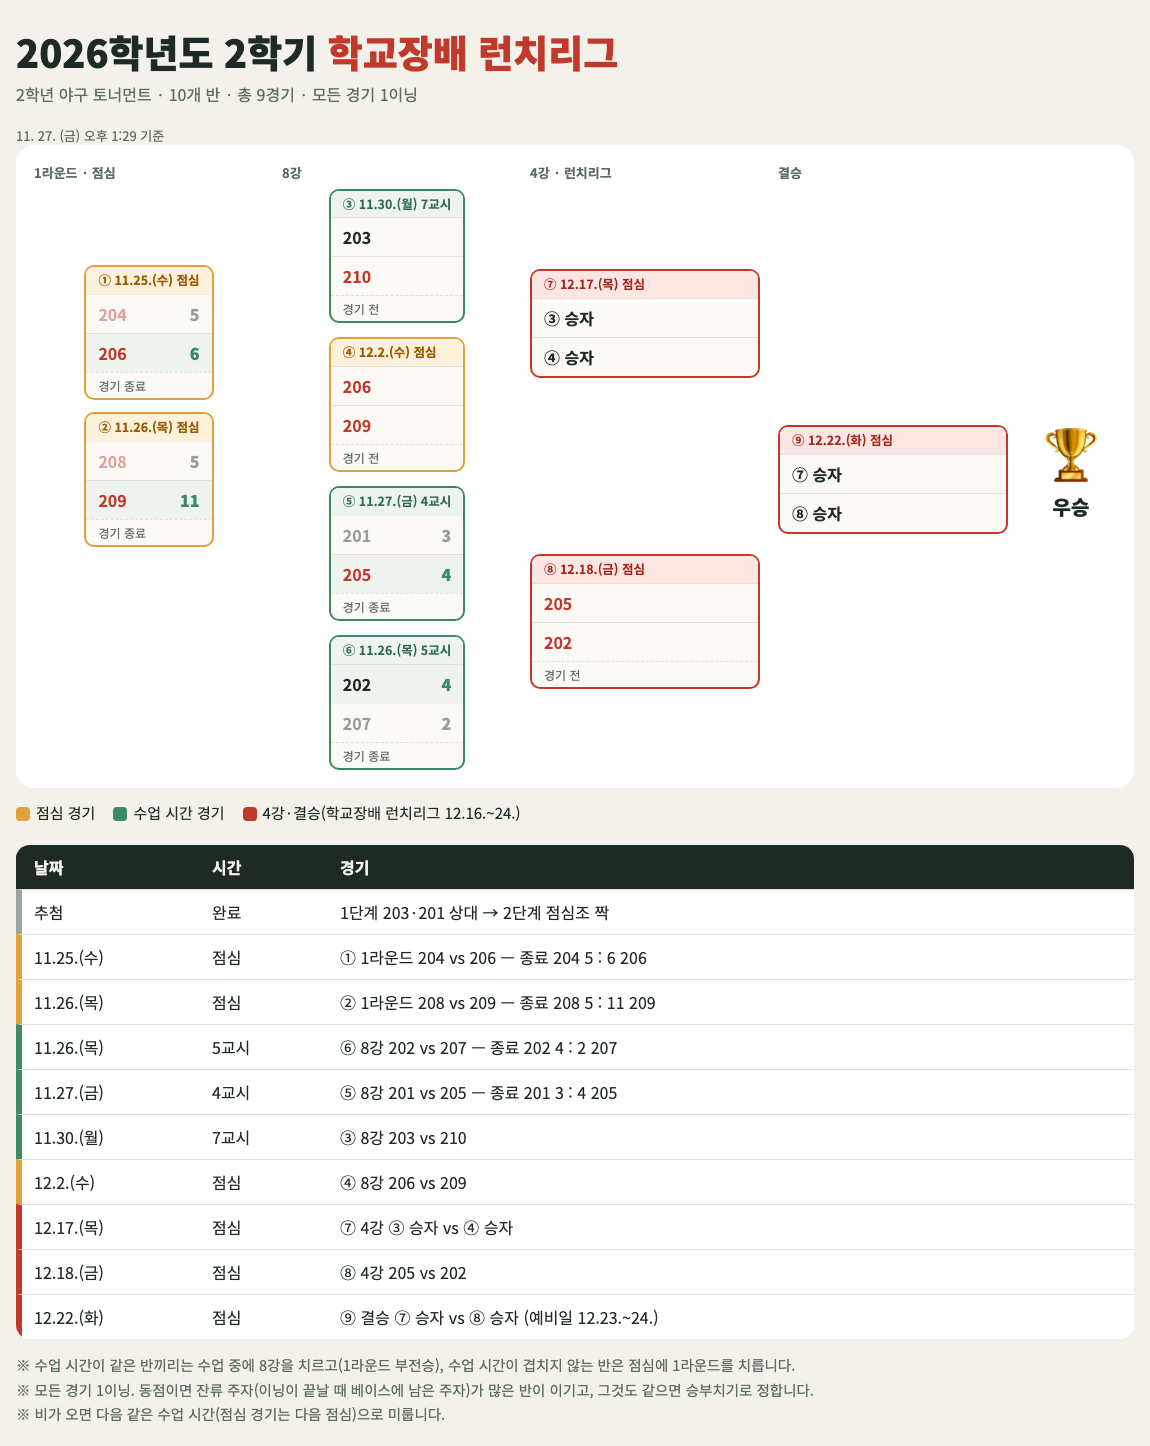 2026학년도 2학기 학교장배 런치리그
2학년 야구 토너먼트 · 10개 반 · 총 9경기 · 모든 경기 1이닝
11. 27. (금) 오후 1:29 기준
1라운드 · 점심
8강
4강 · 런치리그
결승
① 11.25.(수) 점심
204 5
206 6
경기 종료
② 11.26.(목) 점심
208 5
209 11
경기 종료
③ 11.30.(월) 7교시
203
210
경기 전
④ 12.2.(수) 점심
206
209
경기 전
⑤ 11.27.(금) 4교시
201 3
205 4
경기 종료
⑥ 11.26.(목) 5교시
202 4
207 2
경기 종료
⑦ 12.17.(목) 점심
③ 승자
④ 승자
⑧ 12.18.(금) 점심
205
202
경기 전
⑨ 12.22.(화) 점심
⑦ 승자
⑧ 승자
우승
점심 경기 수업 시간 경기 4강·결승(학교장배 런치리그 12.16.~24.)
날짜 시간 경기
추첨 완료 1단계 203·201 상대 → 2단계 점심조 짝
11.25.(수) 점심 ① 1라운드 204 vs 206 — 종료 204 5 : 6 206
11.26.(목) 점심 ② 1라운드 208 vs 209 — 종료 208 5 : 11 209
11.26.(목) 5교시 ⑥ 8강 202 vs 207 — 종료 202 4 : 2 207
11.27.(금) 4교시 ⑤ 8강 201 vs 205 — 종료 201 3 : 4 205
11.30.(월) 7교시 ③ 8강 203 vs 210
12.2.(수) 점심 ④ 8강 206 vs 209
12.17.(목) 점심 ⑦ 4강 ③ 승자 vs ④ 승자
12.18.(금) 점심 ⑧ 4강 205 vs 202
12.22.(화) 점심 ⑨ 결승 ⑦ 승자 vs ⑧ 승자 (예비일 12.23.~24.)
※ 수업 시간이 같은 반끼리는 수업 중에 8강을 치르고(1라운드 부전승), 수업 시간이 겹치지 않는 반은 점심에 1라운드를 치릅니다.
※ 모든 경기 1이닝. 동점이면 잔류 주자(이닝이 끝날 때 베이스에 남은 주자)가 많은 반이 이기고, 그것도 같으면 승부치기로 정합니다.
※ 비가 오면 다음 같은 수업 시간(점심 경기는 다음 점심)으로 미룹니다.